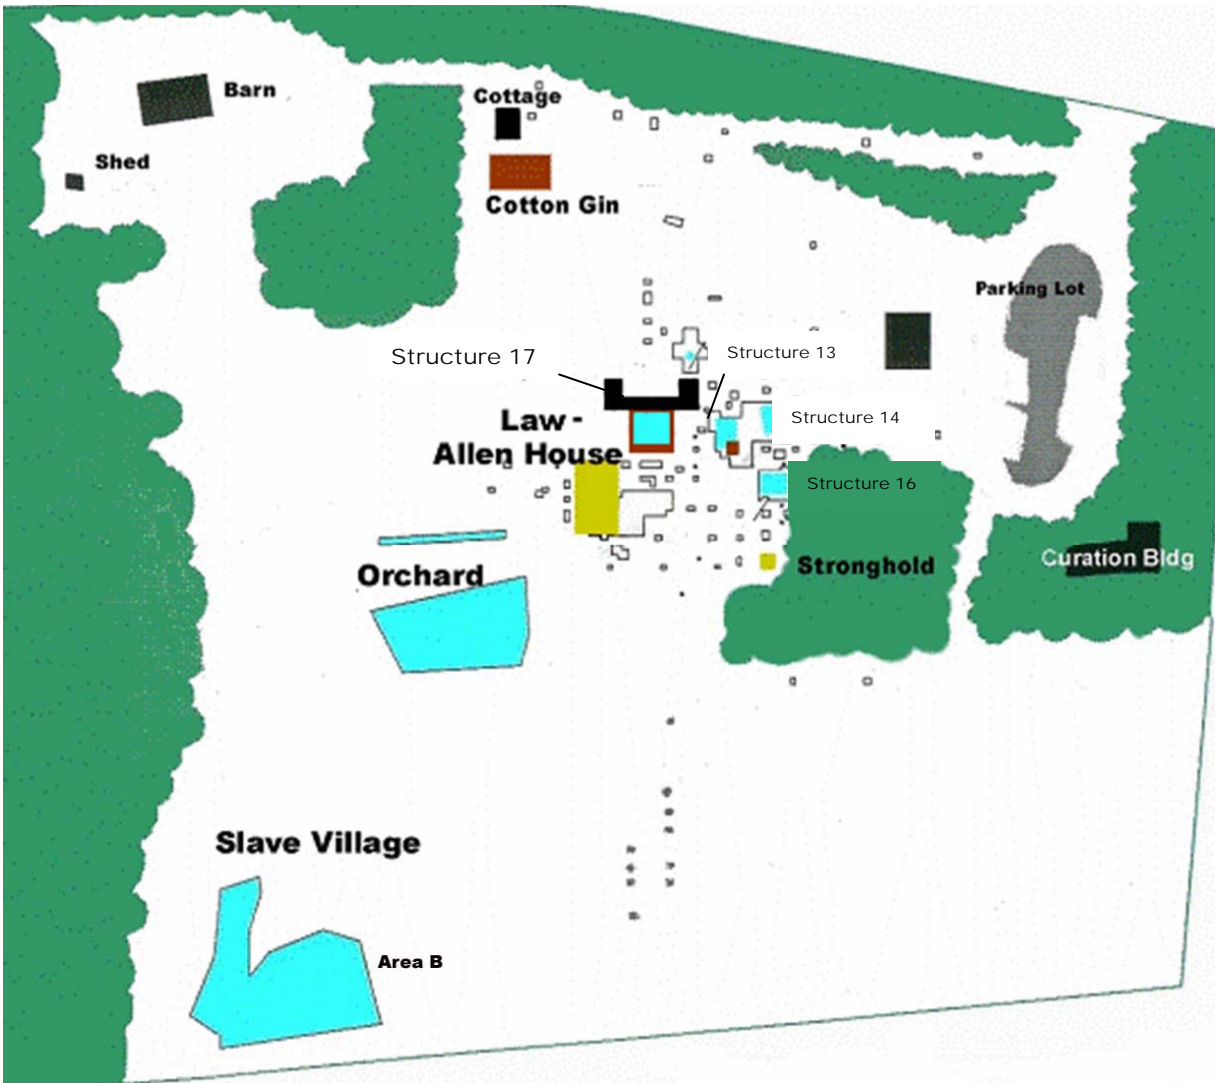 Barn
Cottage
Shed
Cotton Gin
Parking Lot
Structure 17
Structure 13
Law -
Allen House
Structure 14
Structure 16
Orchard
Stronghold
Curation Bldg
Slave Village
Area B